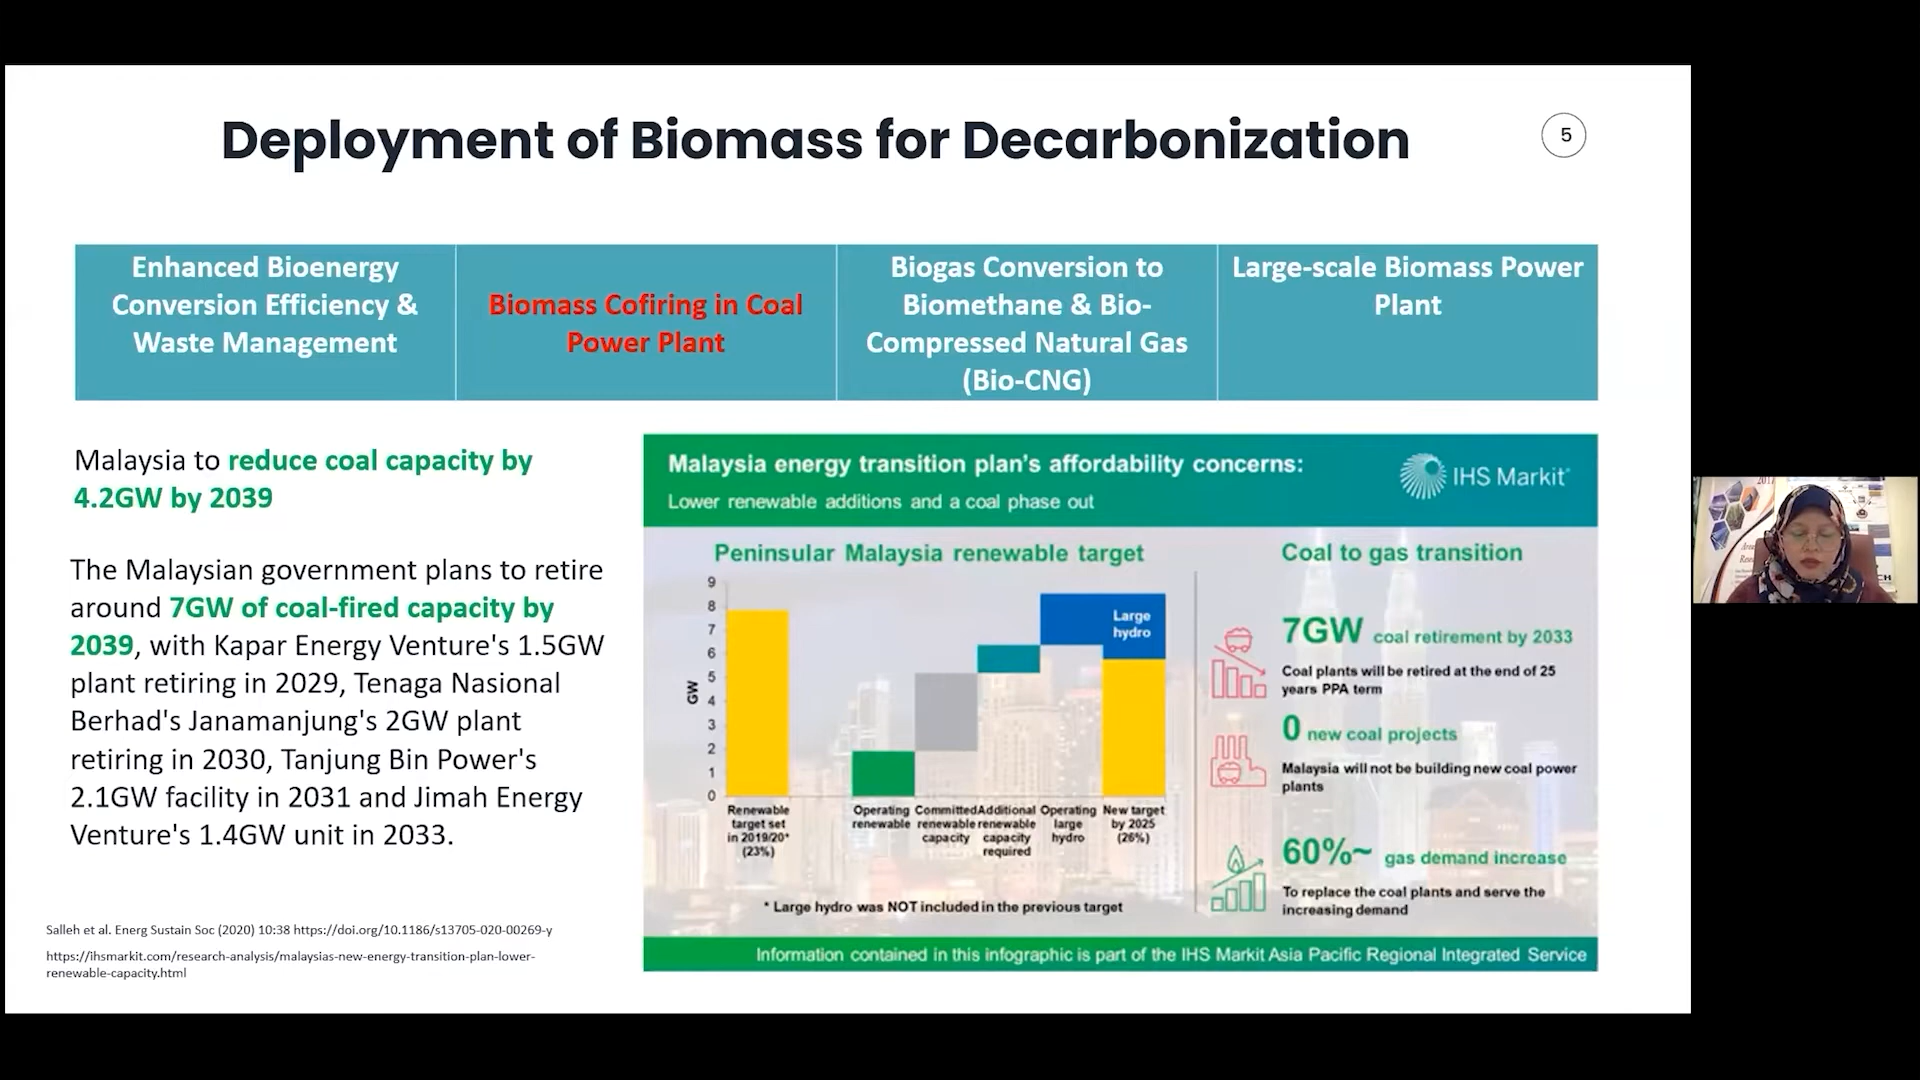 Deployment of Biomass for Decarbonization
5
Enhanced Bioenergy
Conversion Efficiency &
Waste Management
Biomass Cofiring in Coal
Power Plant
Biogas Conversion to
Biomethane & Bio-
Compressed Natural Gas
(Bio-CNG)
Large-scale Biomass Power
Plant
Malaysia to reduce coal capacity by
4.2GW by 2039
The Malaysian government plans to retire
around 7GW of coal-fired capacity by
2039, with Kapar Energy Venture's 1.5GW
plant retiring in 2029, Tenaga Nasional
Berhad's Janamanjung's 2GW plant
retiring in 2030, Tanjung Bin Power's
2.1GW facility in 2031 and Jimah Energy
Venture's 1.4GW unit in 2033.
Salleh et al. Energ Sustain Soc (2020) 10:38 https://doi.org/10.1186/s13705-020-00269-y
https://ihsmarkit.com/research-analysis/malaysias-new-energy-transition-plan-lower-
renewable-capacity.html
Malaysia energy transition plan's affordability concerns:
Lower renewable additions and a coal phase out
IHS Markit
Peninsular Malaysia renewable target
GW
9
8
7
6
5
4
3
2
1
0
Large
hydro
Renewable
target set
in 2019/20*
(23%)
Operating
renewable
Committed
renewable
capacity
Additional
renewable
capacity
required
Operating
large
hydro
New target
by 2025
(26%)
* Large hydro was NOT included in the previous target
Coal to gas transition
7GW coal retirement by 2033
Coal plants will be retired at the end of 25
years PPA term
0 new coal projects
Malaysia will not be building new coal power
plants
60%~ gas demand increase
To replace the coal plants and serve the
increasing demand
Information contained in this infographic is part of the IHS Markit Asia Pacific Regional Integrated Service